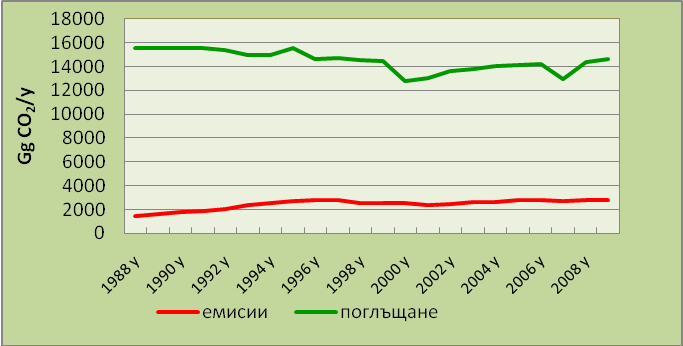 18000
16000
14000
12000
10000
8000
6000
4000
2000
0
Gg CO₂/y
1988 y
1990 y
1992 y
1994 y
1996 y
1998 y
2000 y
2002 y
2004 y
2006 y
2008 y
емисии
поглъщане